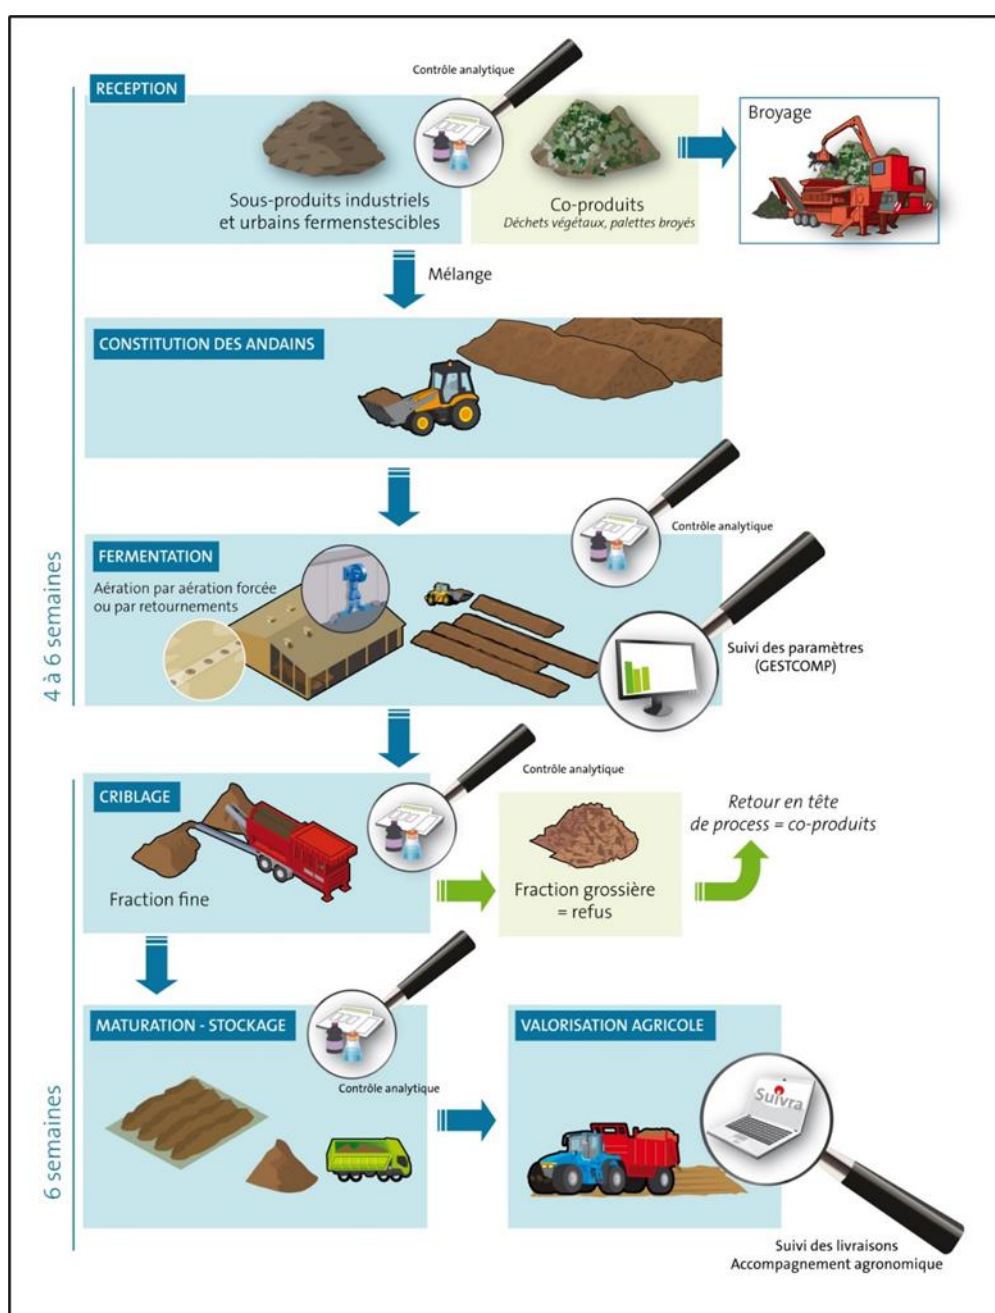 Contrôle analytique
RECEPTION
Broyage
Sous-produits industriels
et urbains fermenstescibles
Co-produits
Déchets végétaux, palettes broyés
Mélange
CONSTITUTION DES ANDAINS
Contrôle analytique
FERMENTATION
Aération par aération forcée
ou par retournements
Suivi des paramètres
(GESTCOMP)
4 à 6 semaines
Contrôle analytique
CRIBLAGE
Retour en tête
de process = co-produits
Fraction fine
Fraction grossière
= refus
MATURATION - STOCKAGE
VALORISATION AGRICOLE
Contrôle analytique
Suivra
6 semaines
Suivi des livraisons
Accompagnement agronomique